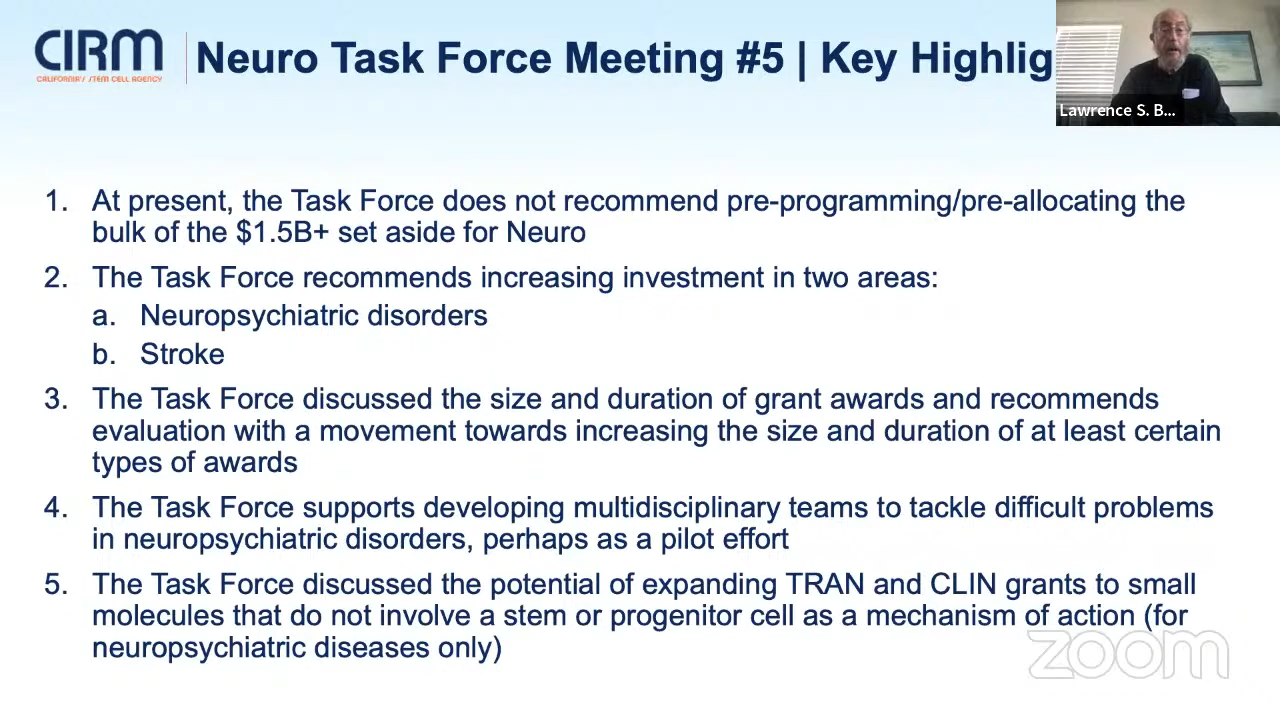 CIRM
CALIFORNIA'S STEM CELL AGENCY
Neuro Task Force Meeting #5 | Key Highlig
Lawrence S. B...
1. At present, the Task Force does not recommend pre-programming/pre-allocating the
bulk of the $1.5B+ set aside for Neuro
2. The Task Force recommends increasing investment in two areas:
a. Neuropsychiatric disorders
b. Stroke
3. The Task Force discussed the size and duration of grant awards and recommends
evaluation with a movement towards increasing the size and duration of at least certain
types of awards
4. The Task Force supports developing multidisciplinary teams to tackle difficult problems
in neuropsychiatric disorders, perhaps as a pilot effort
5. The Task Force discussed the potential of expanding TRAN and CLIN grants to small
molecules that do not involve a stem or progenitor cell as a mechanism of action (for
neuropsychiatric diseases only)
zoom